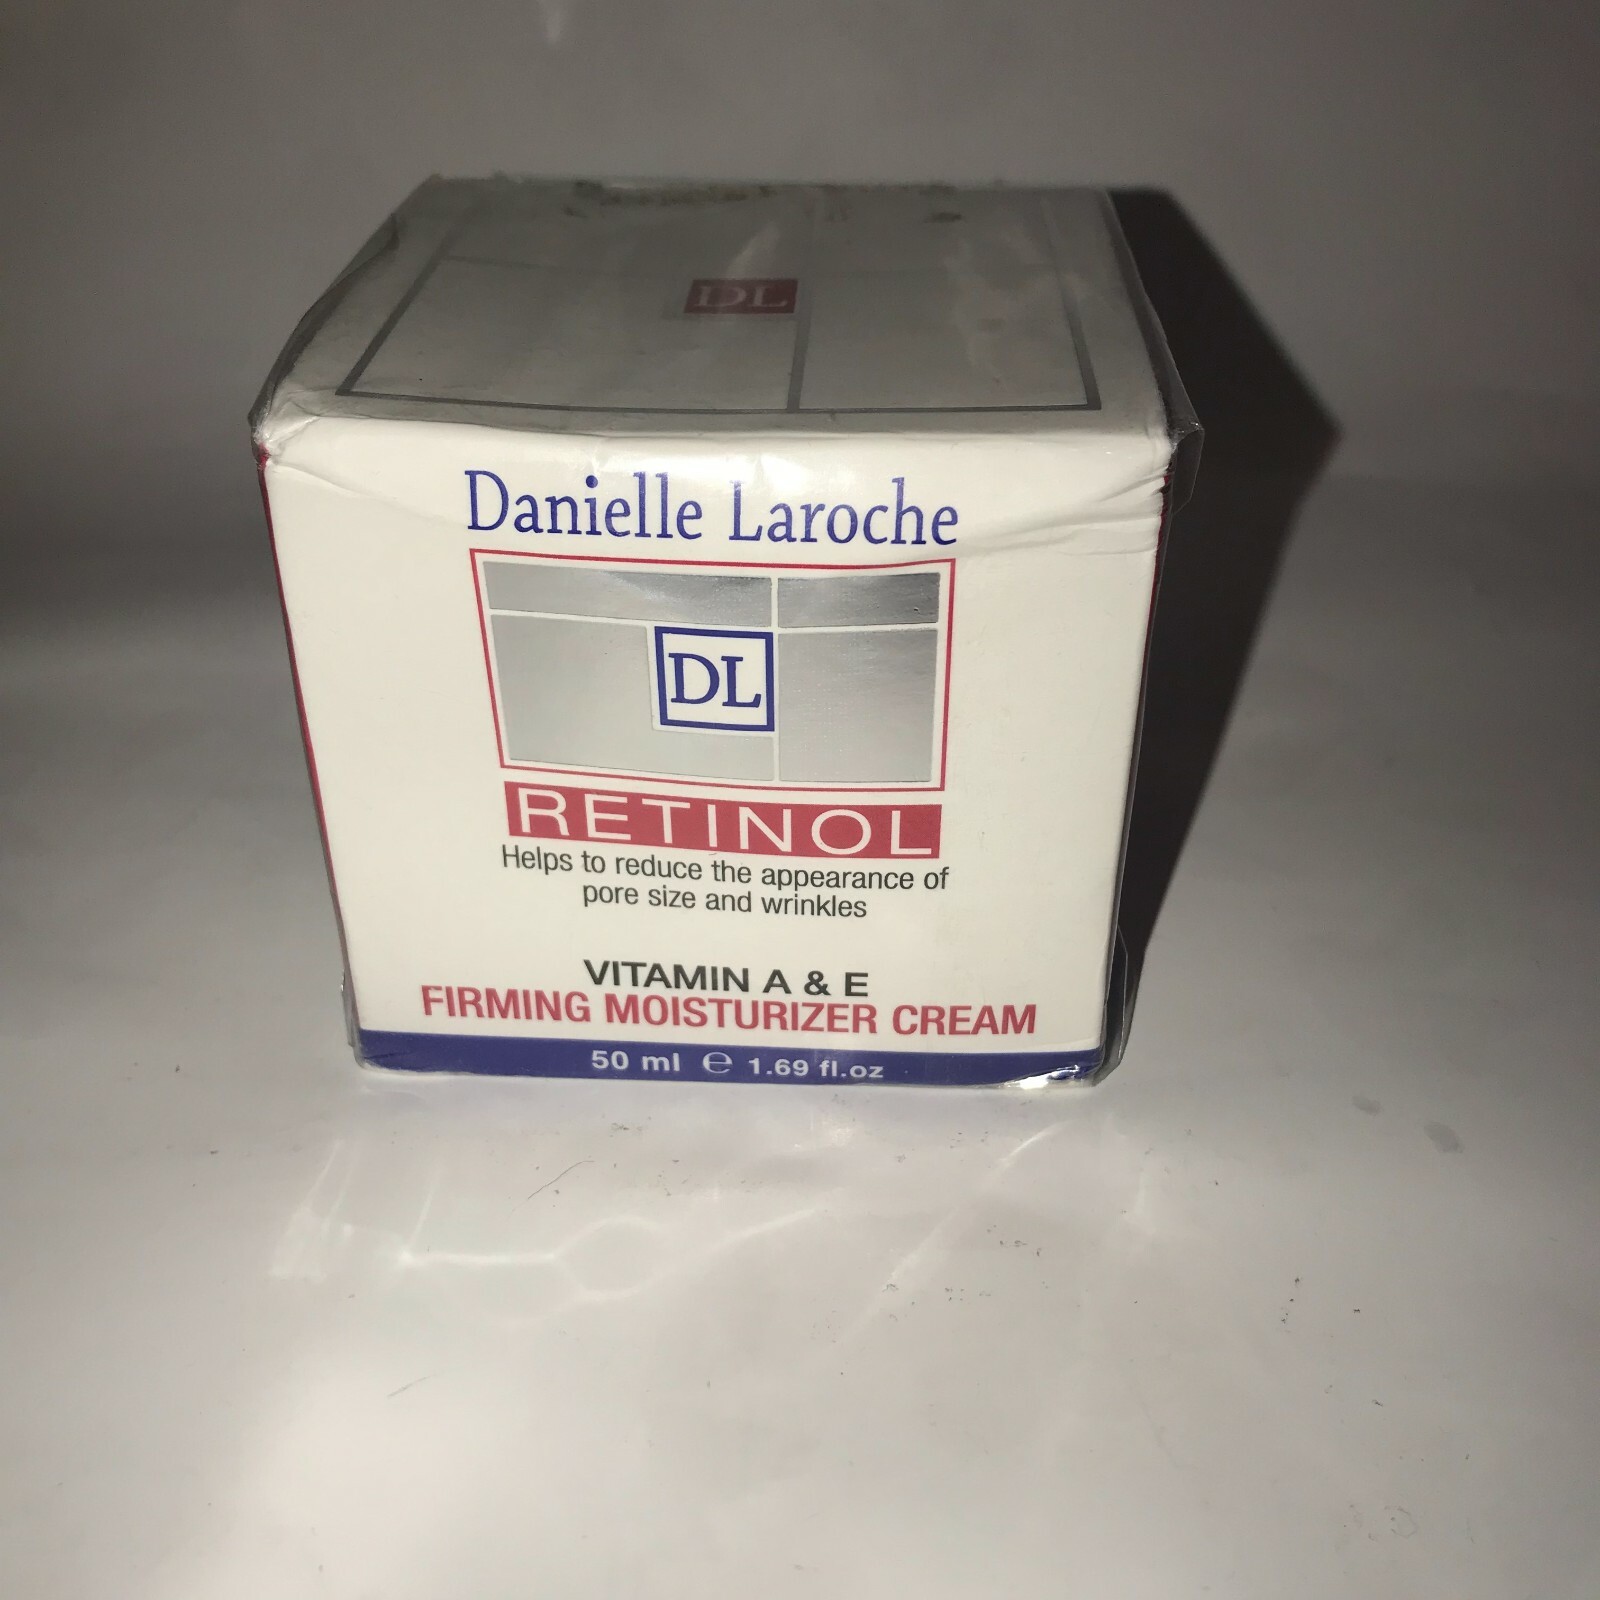 DL
Danielle Laroche
DL
RETINOL
Helps to reduce the appearance of
pore size and wrinkles
VITAMIN A & E
FIRMING MOISTURIZER CREAM
50 ml ℮ 1.69 fl.oz